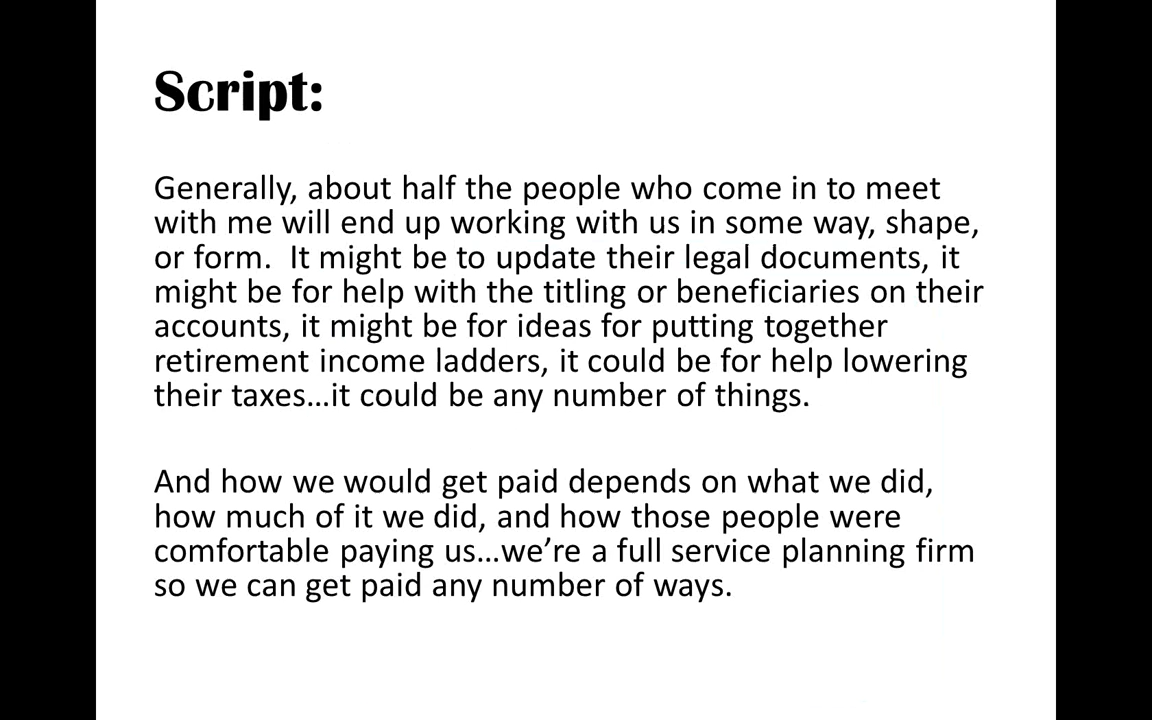 Script:
Generally, about half the people who come in to meet
with me will end up working with us in some way, shape,
or form.  It might be to update their legal documents, it
might be for help with the titling or beneficiaries on their
accounts, it might be for ideas for putting together
retirement income ladders, it could be for help lowering
their taxes…it could be any number of things.
And how we would get paid depends on what we did,
how much of it we did, and how those people were
comfortable paying us…we’re a full service planning firm
so we can get paid any number of ways.